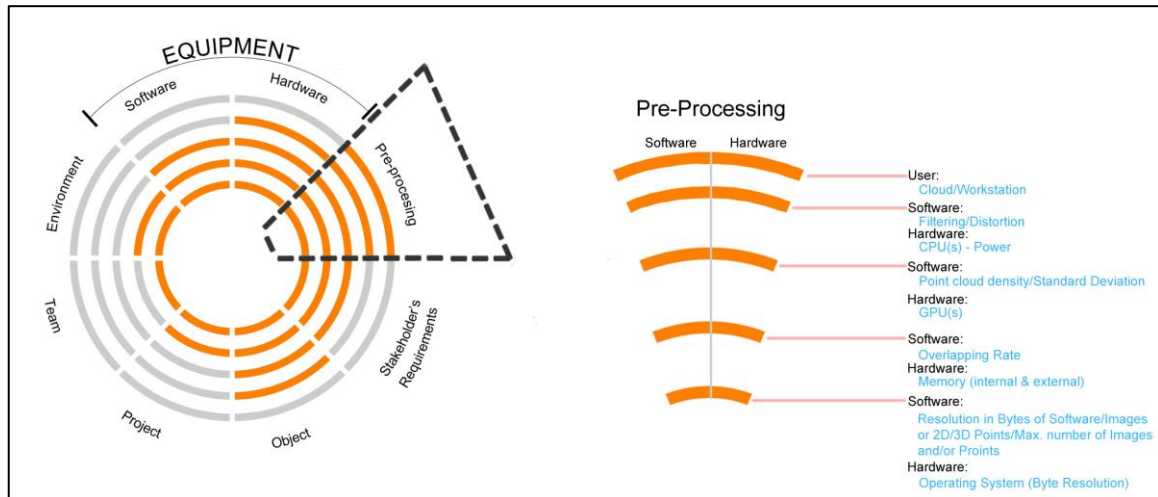 EQUIPMENT
Software
Hardware
Environment
Pre-procesing
Team
Stakeholder's
Requirements
Project
Object
Pre-Processing
Software
Hardware
User:
Cloud/Workstation
Software:
Filtering/Distortion
Hardware:
CPU(s) - Power
Software:
Point cloud density/Standard Deviation
Hardware:
GPU(s)
Software:
Overlapping Rate
Hardware:
Memory (internal & external)
Software:
Resolution in Bytes of Software/Images
or 2D/3D Points/Max. number of Images
and/or Proints
Hardware:
Operating System (Byte Resolution)